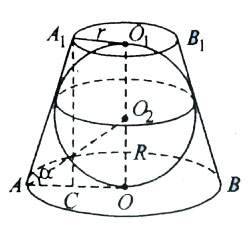 A₁ r O₁ B₁
O₂
α R
A C O B